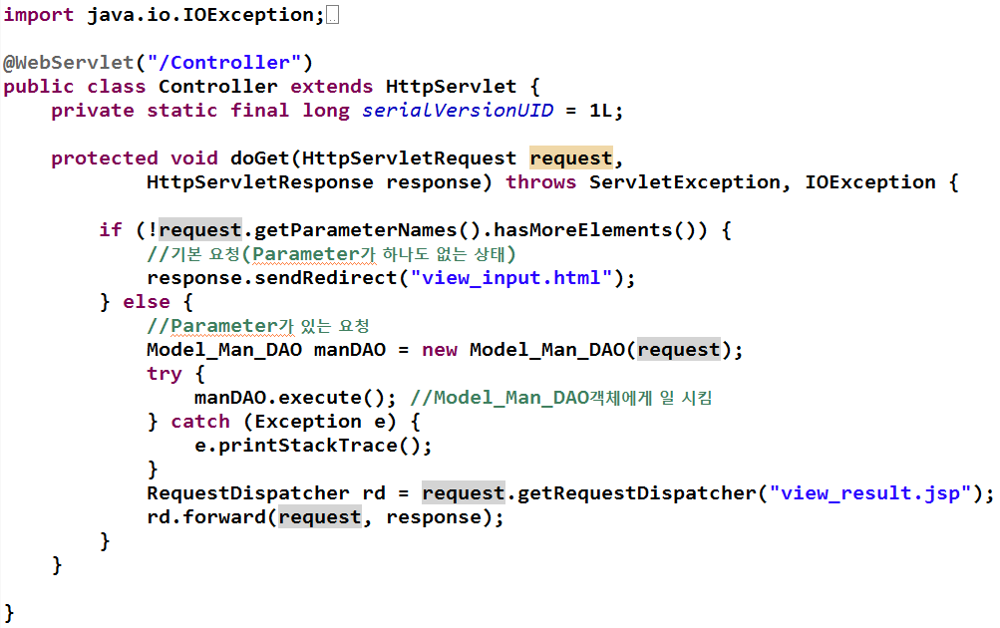 import java.io.IOException;
@WebServlet("/Controller")
public class Controller extends HttpServlet {
private static final long serialVersionUID = 1L;
protected void doGet(HttpServletRequest request,
HttpServletResponse response) throws ServletException, IOException {
if (!request.getParameterNames().hasMoreElements()) {
//기본 요청(Parameter가 하나도 없는 상태)
response.sendRedirect("view_input.html");
} else {
//Parameter가 있는 요청
Model_Man_DAO manDAO = new Model_Man_DAO(request);
try {
manDAO.execute(); //Model_Man_DAO객체에게 일 시킴
} catch (Exception e) {
e.printStackTrace();
}
RequestDispatcher rd = request.getRequestDispatcher("view_result.jsp");
rd.forward(request, response);
}
}
}